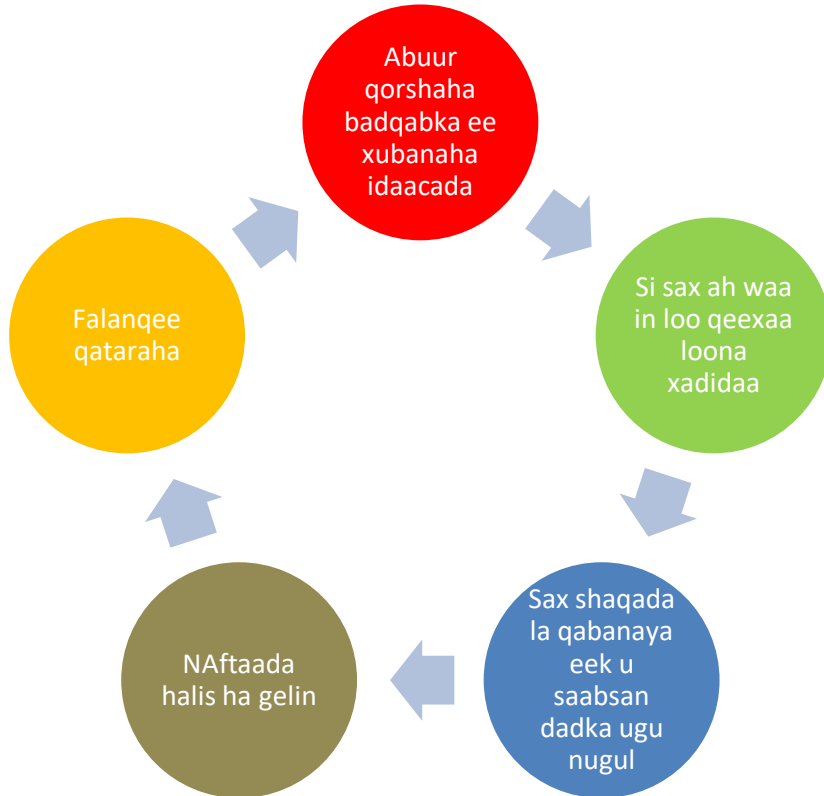 Abuur
qorshaha
badqabka ee
xubanaha
idaacada
Si sax ah waa
in loo qeexaa
loona
xadidaa
Sax shaqada
la qabanaya
eek u
saabsan
dadka ugu
nugul
NAftaada
halis ha gelin
Falanqee
qataraha